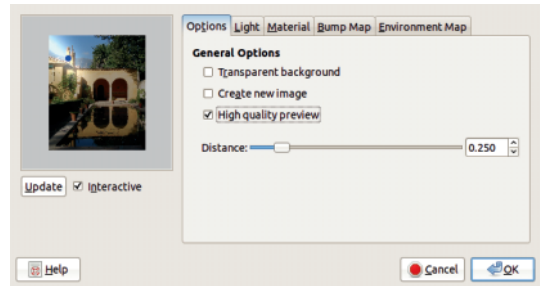 Options Light Material Bump Map Environment Map
General Options
Transparent background
Create new image
High quality preview
Distance: 0.250
Update Interactive
Help Cancel OK